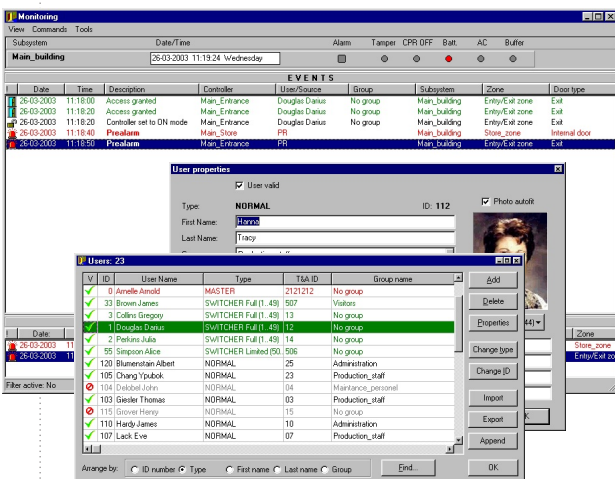 Monitoring
View Commands Tools
Subsystem Date/Time Alarm Tamper CPR OFF Batt. AC Buffer
Main_building 26-03-2003 11:19:24 Wednesday
EVENTS
! Date Time Description Controller User/Source Group Subsystem Zone Door type
26-03-2003 11:18:00 Access granted Main_Entrance Douglas Darius No group Main_building Entry/Exit zone Exit
26-03-2003 11:18:20 Access granted Main_Entrance Douglas Darius No group Main_building Entry/Exit zone Exit
26-03-2003 11:18:20 Controller set to ON mode Main_Entrance Douglas Darius No group Main_building Entry/Exit zone Exit
26-03-2003 11:18:40 Prealarm Main_Store PR Main_building Store_zone Internal door
26-03-2003 11:18:50 Prealarm Main_Entrance PR Main_building Entry/Exit zone Exit
User properties
User valid
Photo autofit
Type: NORMAL ID: 112
First Name: Hanna
Last Name: Tracy
Users: 23
V ID User Name Type T&A ID Group name
0 Amelle Arnold MASTER 2121212 No group
33 Brown James SWITCHER Full (1..49) 507 Visitors
3 Collins Gregory SWITCHER Full (1..49) 13 No group
1 Douglas Darius SWITCHER Full (1..49) 12 No group
2 Perkins Julia SWITCHER Full (1..49) 14 No group
55 Simpson Alice SWITCHER Limited (50.. 506 No group
120 Blumenstain Albert NORMAL 25 Administration
105 Chang Ypubok NORMAL 23 Production_staff
104 Delobel John NORMAL 04 Maintance_personel
103 Giesler Thomas NORMAL 03 Production_staff
115 Grover Henry NORMAL 15 No group
110 Hardy James NORMAL 10 Administration
107 Lack Eve NORMAL 07 Production_staff
Add
Delete
Properties
Change type
Change ID
Import
Export
Append
OK
Arrange by: ID number Type First name Last name Group Find...
! Date: Zone
26-03-2003 Store_zone
26-03-2003 Entry/Exit zo
Filter active: No